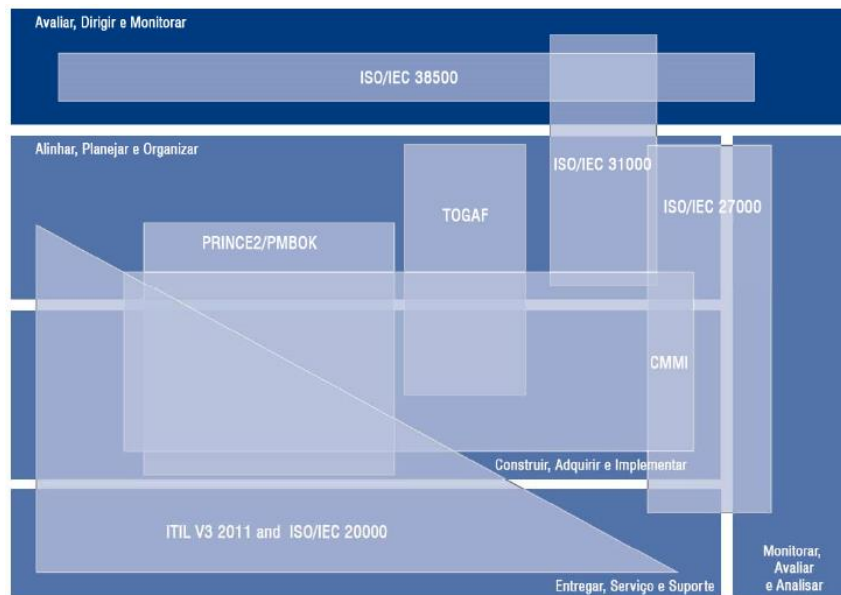 Avaliar, Dirigir e Monitorar
ISO/IEC 38500
Alinhar, Planejar e Organizar
ISO/IEC 31000
ISO/IEC 27000
TOGAF
PRINCE2/PMBOK
CMMI
Construir, Adquirir e Implementar
ITIL V3 2011 and ISO/IEC 20000
Entregar, Serviço e Suporte
Monitorar,
Avaliar
e Analisar